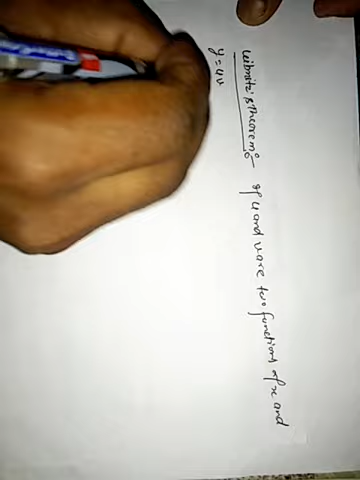 Leibnitz's Theorem:- If u and v are two functions of x and
y = uv